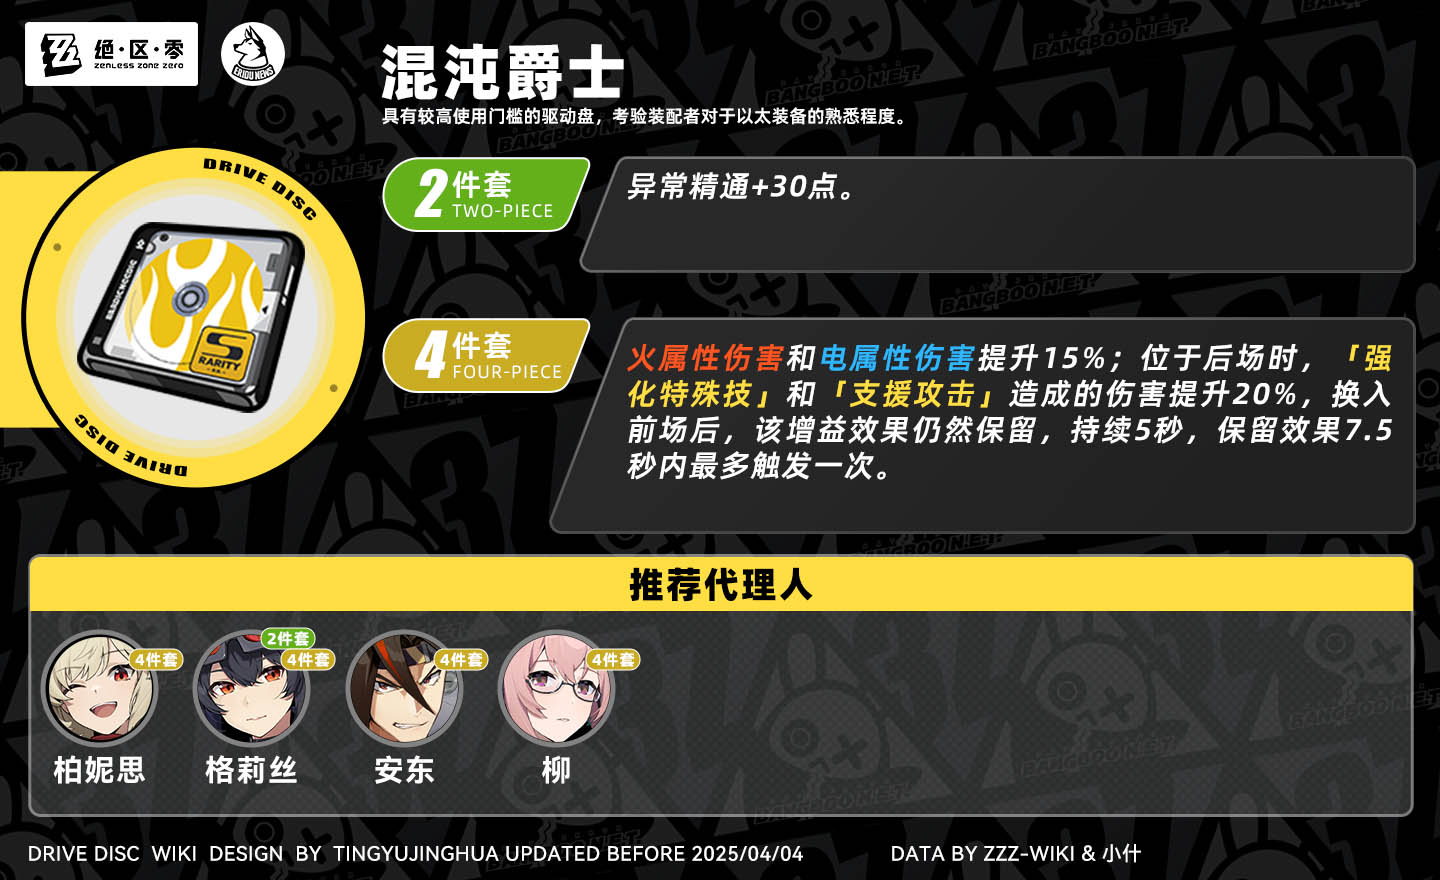 绝·区·零
zenless zone zero
ERIDU NEWS
混沌爵士
具有较高使用门槛的驱动盘，考验装配者对于以太装备的熟悉程度。
DRIVE DISC
2件套
TWO-PIECE
异常精通+30点。
S
RARITY
DRIVE DISC
4件套
FOUR-PIECE
火属性伤害和电属性伤害提升15%；位于后场时，「强
化特殊技」和「支援攻击」造成的伤害提升20%，换入
前场后，该增益效果仍然保留，持续5秒，保留效果7.5
秒内最多触发一次。
推荐代理人
4件套
2件套
4件套
4件套
4件套
柏妮思
格莉丝
安东
柳
BANGBOO N.E.T.
DRIVE DISC WIKI DESIGN BY TINGYUJINGHUA UPDATED BEFORE 2025/04/04
DATA BY ZZZ-WIKI & 小什